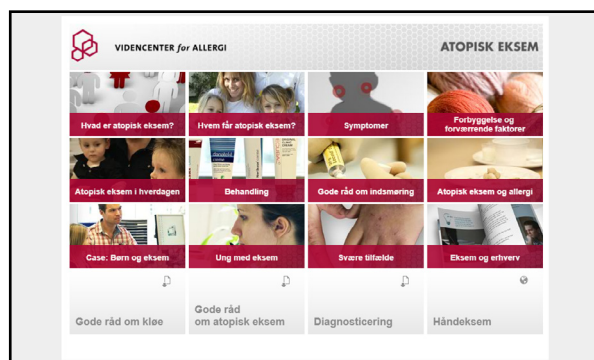 VIDENCENTER for ALLERGI
ATOPISK EKSEM
Hvad er atopisk eksem?
Hvem får atopisk eksem?
Symptomer
Forbyggelse og
forværrende faktorer
Atopisk eksem i hverdagen
Behandling
Gode råd om indsmøring
Atopisk eksem og allergi
Case: Børn og eksem
Ung med eksem
Svære tilfælde
Eksem og erhverv
Gode råd om kløe
Gode råd
om atopisk eksem
Diagnosticering
Håndeksem